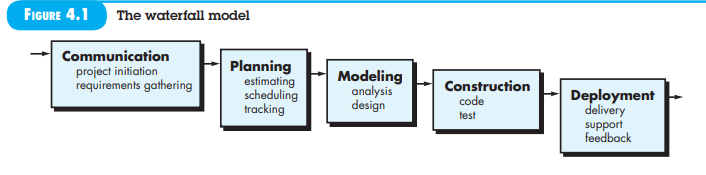 FIGURE 4.1 The waterfall model
Communication
project initiation
requirements gathering
Planning
estimating
scheduling
tracking
Modeling
analysis
design
Construction
code
test
Deployment
delivery
support
feedback